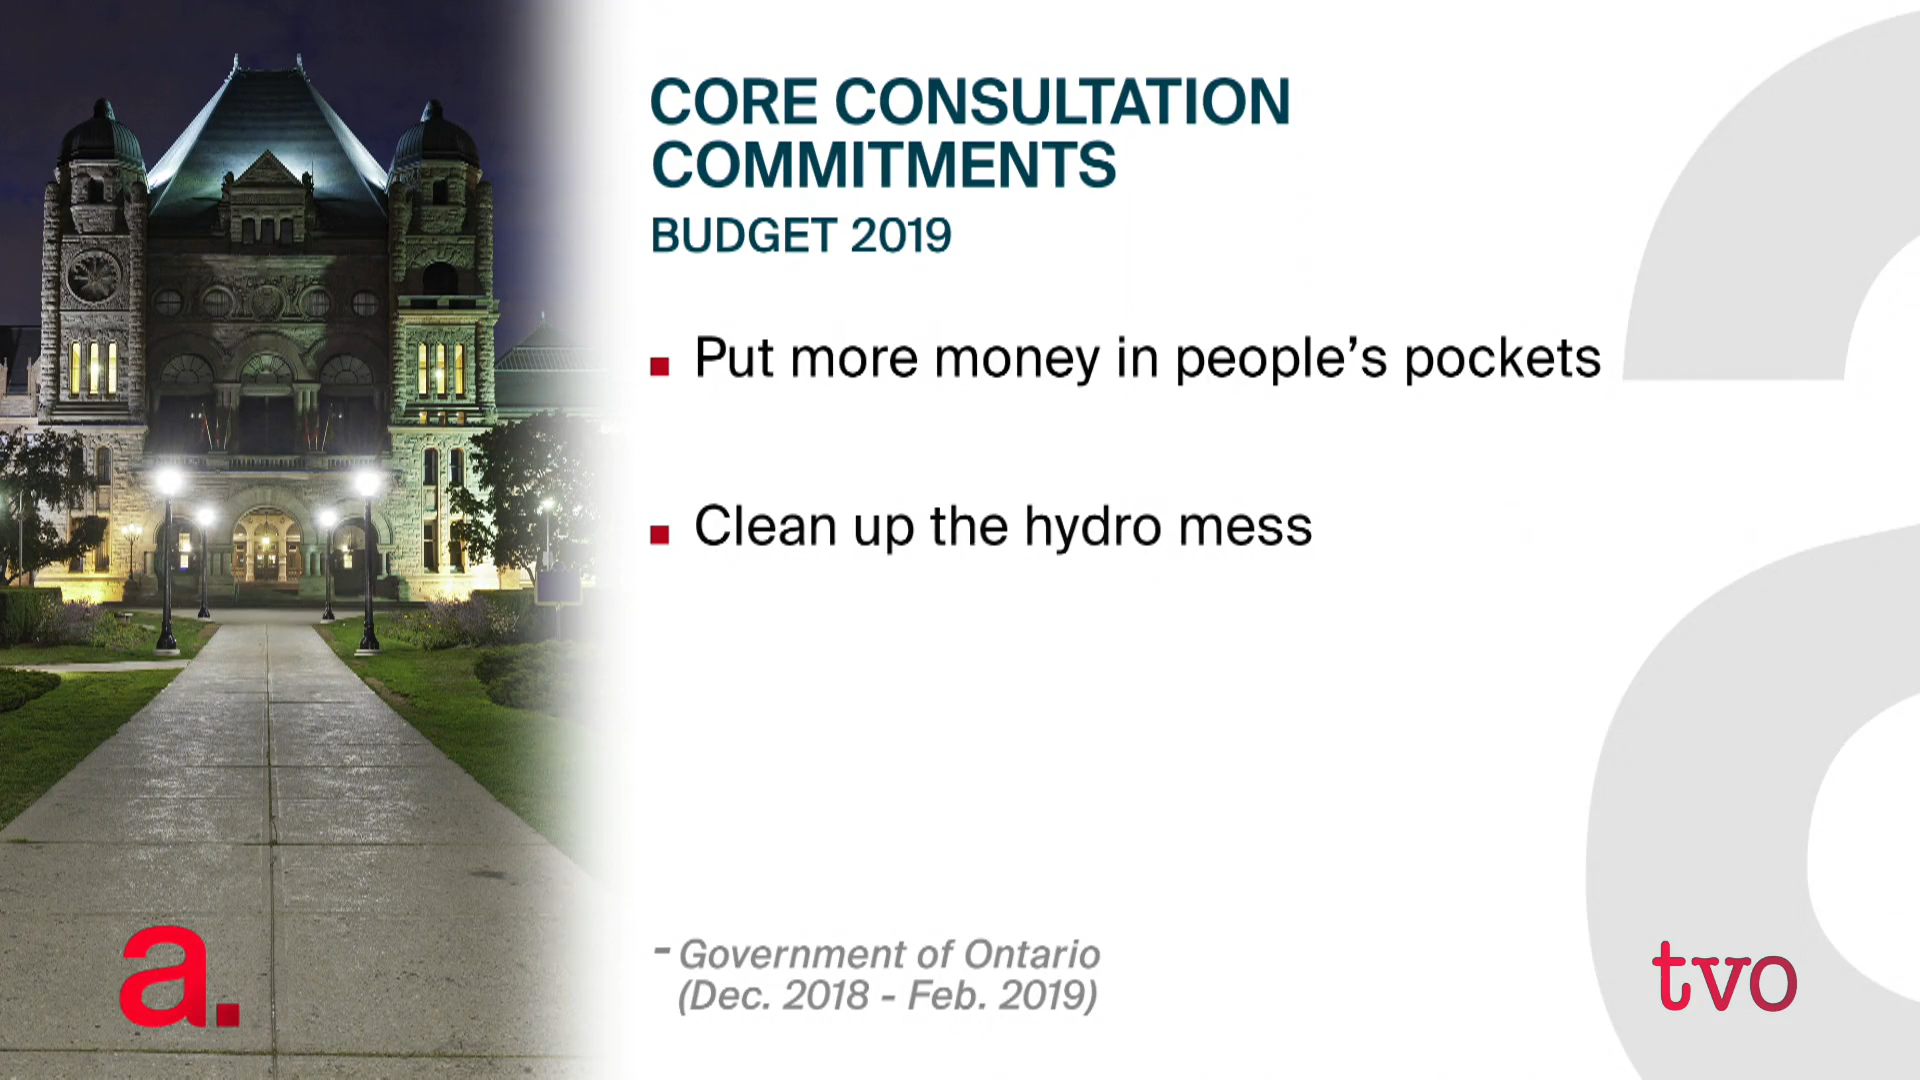 CORE CONSULTATION
COMMITMENTS
BUDGET 2019
Put more money in people’s pockets
Clean up the hydro mess
- Government of Ontario
(Dec. 2018 - Feb. 2019)
a.
tvo